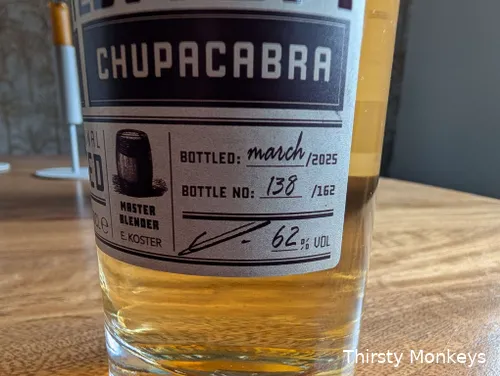 CHUPACABRA
BOTTLED: march /2025
BOTTLE NO: 138 /162
MASTER
BLENDER
E. KOSTER
62 % VOL
Thirsty Monkeys